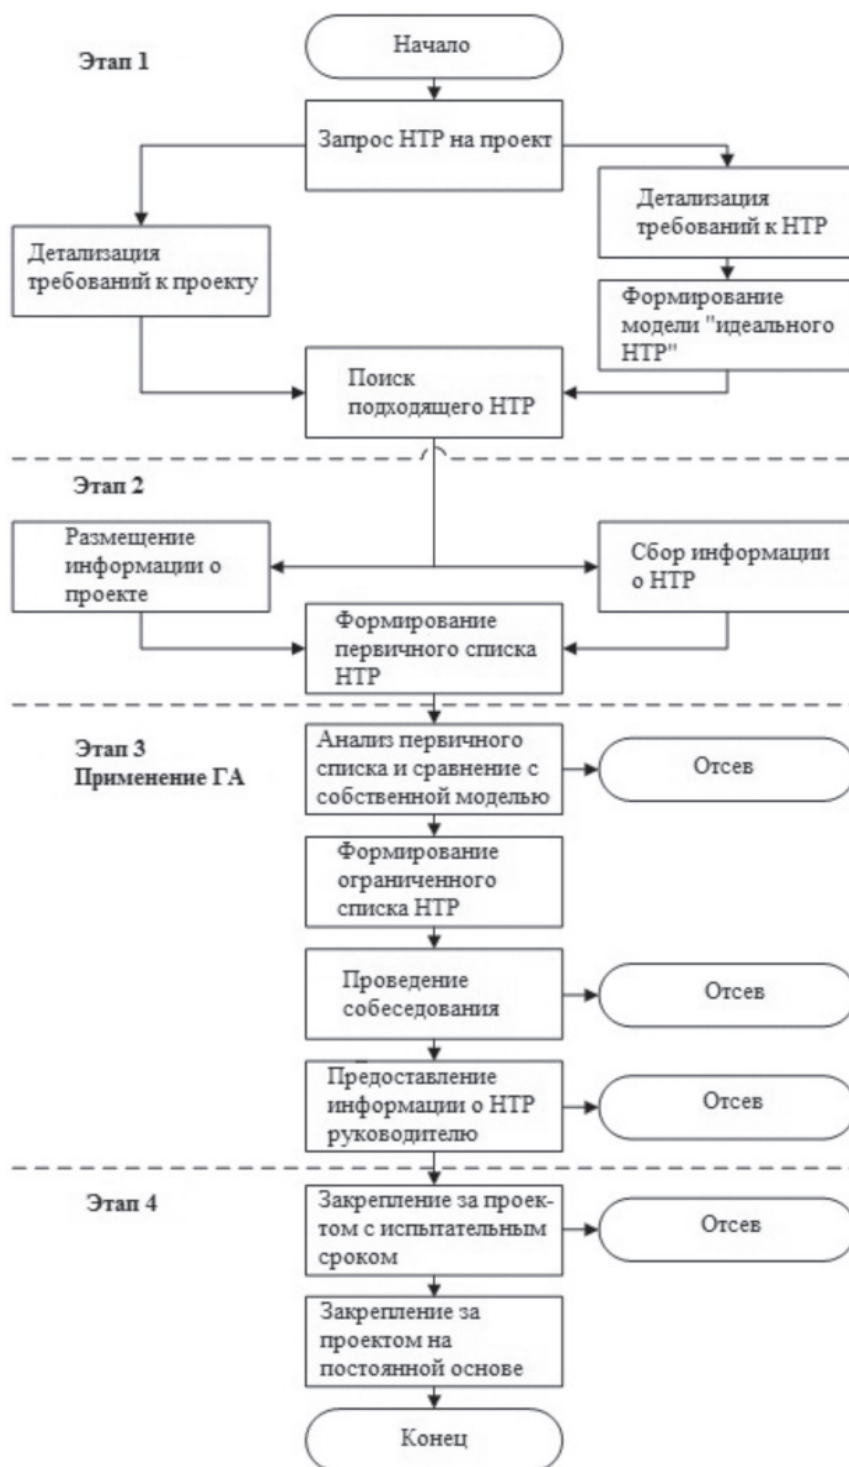 Начало
Этап 1
Запрос НТР на проект
Детализация
требований к НТР
Детализация
требований к проекту
Формирование
модели "идеального
НТР"
Поиск
подходящего НТР
Этап 2
Размещение
информации о
проекте
Сбор информации
о НТР
Формирование
первичного списка
НТР
Этап 3
Применение ГА
Анализ первичного
списка и сравнение с
собственной моделью
Отсев
Формирование
ограниченного
списка НТР
Проведение
собеседования
Отсев
Предоставление
информации о НТР
руководителю
Отсев
Этап 4
Закрепление за проек-
том с испытательным
сроком
Отсев
Закрепление за
проектом на
постоянной основе
Конец